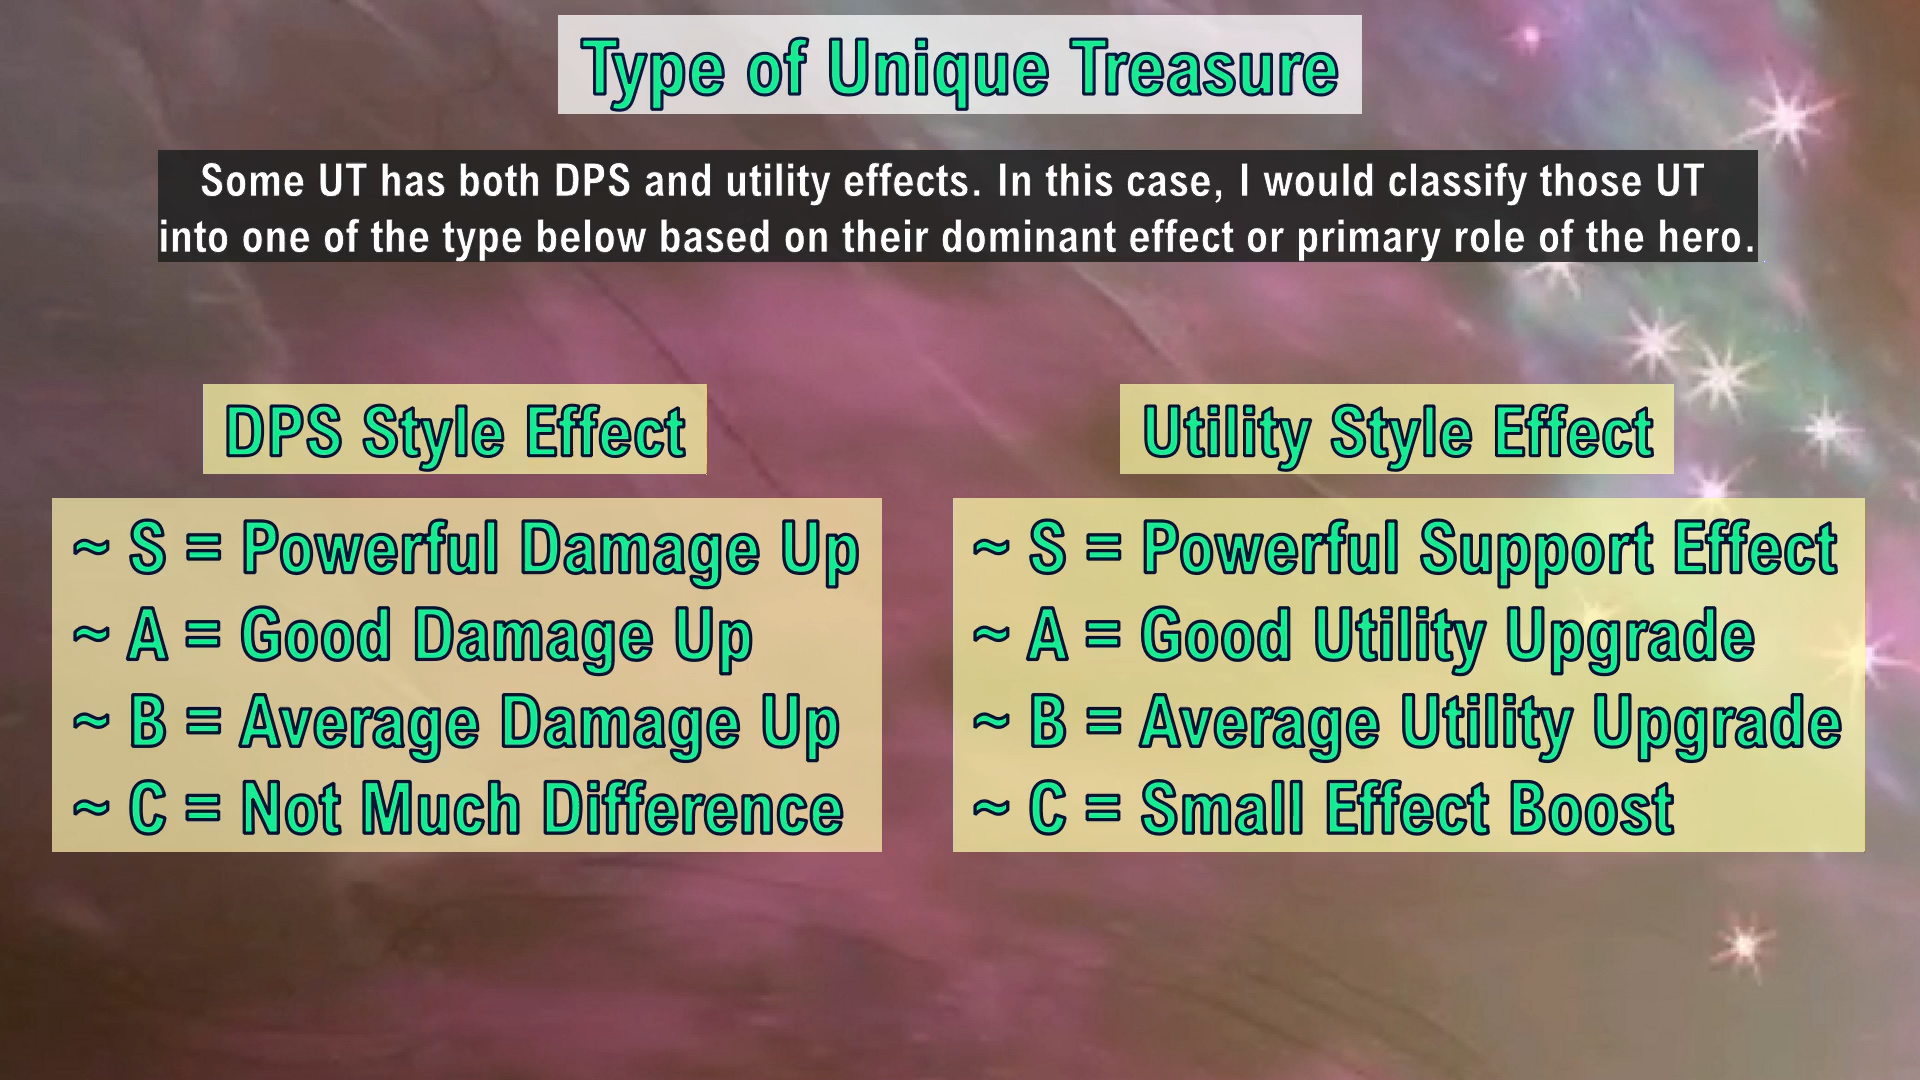 Type of Unique Treasure
Some UT has both DPS and utility effects. In this case, I would classify those UT
into one of the type below based on their dominant effect or primary role of the hero.
DPS Style Effect
~ S = Powerful Damage Up
~ A = Good Damage Up
~ B = Average Damage Up
~ C = Not Much Difference
Utility Style Effect
~ S = Powerful Support Effect
~ A = Good Utility Upgrade
~ B = Average Utility Upgrade
~ C = Small Effect Boost